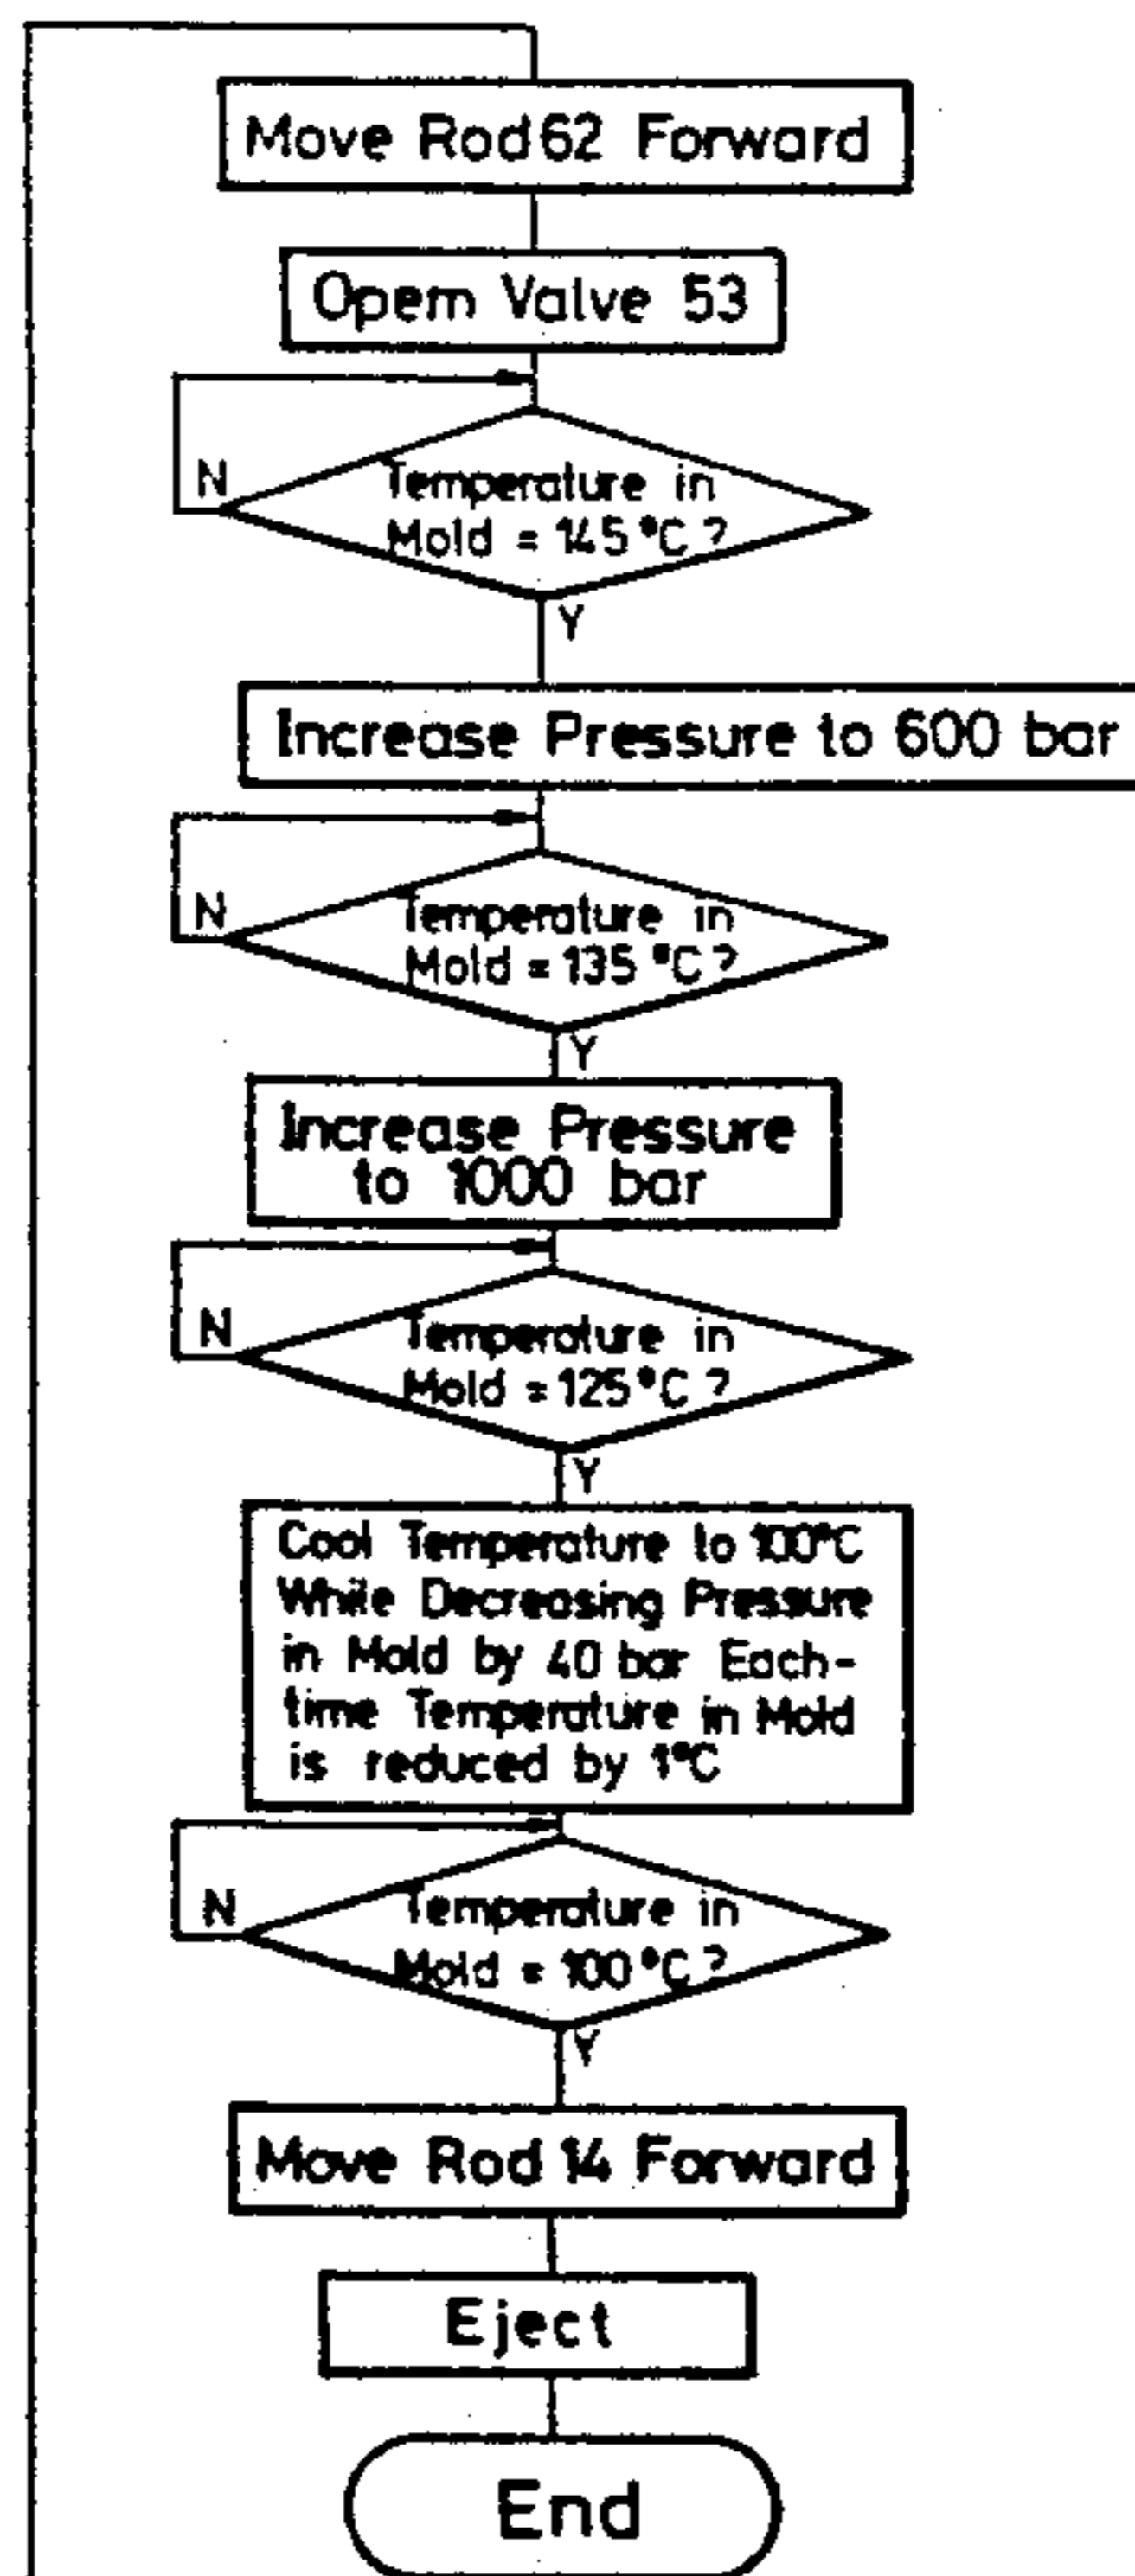 Move Rod 62 Forward
Opem Valve 53
Temperature in
Mold = 145 °C ?
N
Y
Increase Pressure to 600 bar
Temperature in
Mold = 135 °C ?
N
Y
Increase Pressure
to 1000 bar
Temperature in
Mold = 125 °C ?
N
Y
Cool Temperature to 100°C
While Decreasing Pressure
in Mold by 40 bar Each-
time Temperature in Mold
is reduced by 1°C
Temperature in
Mold = 100 °C ?
N
Y
Move Rod 14 Forward
Eject
End